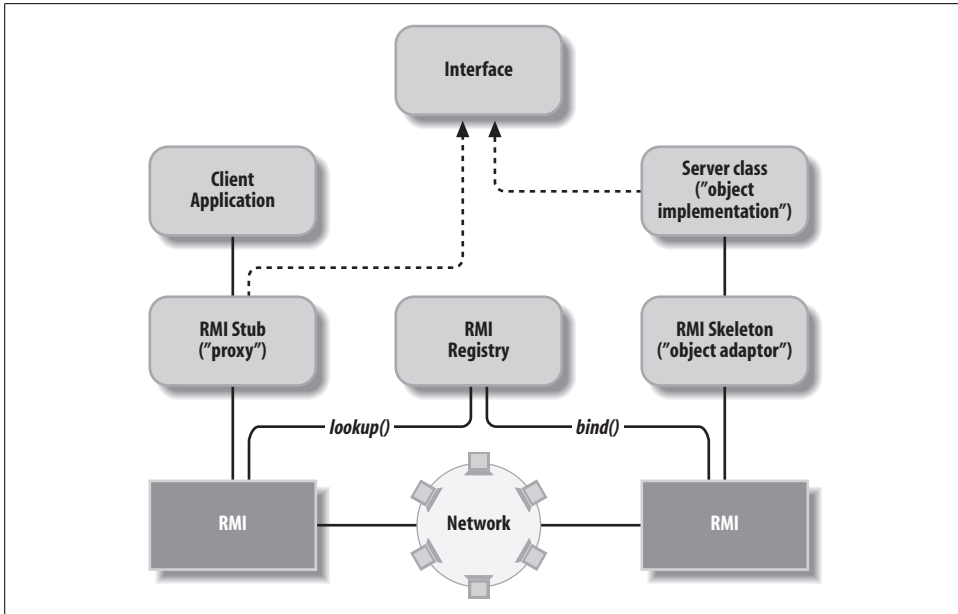 Interface
Client
Application
Server class
("object
implementation")
RMI Stub
("proxy")
RMI
Registry
RMI Skeleton
("object adaptor")
lookup()
bind()
RMI
Network
RMI